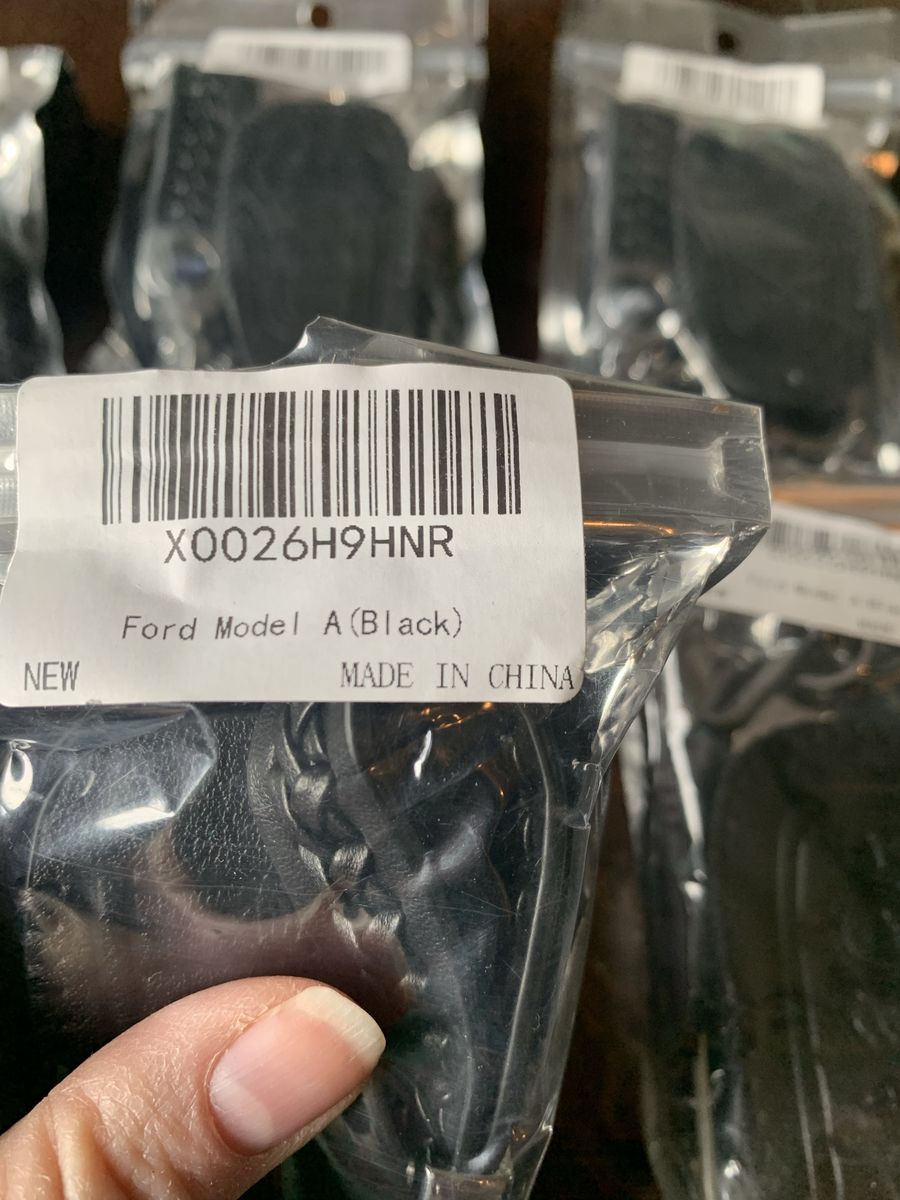 X0026H9HNR
Ford Model A(Black)
NEW
MADE IN CHINA